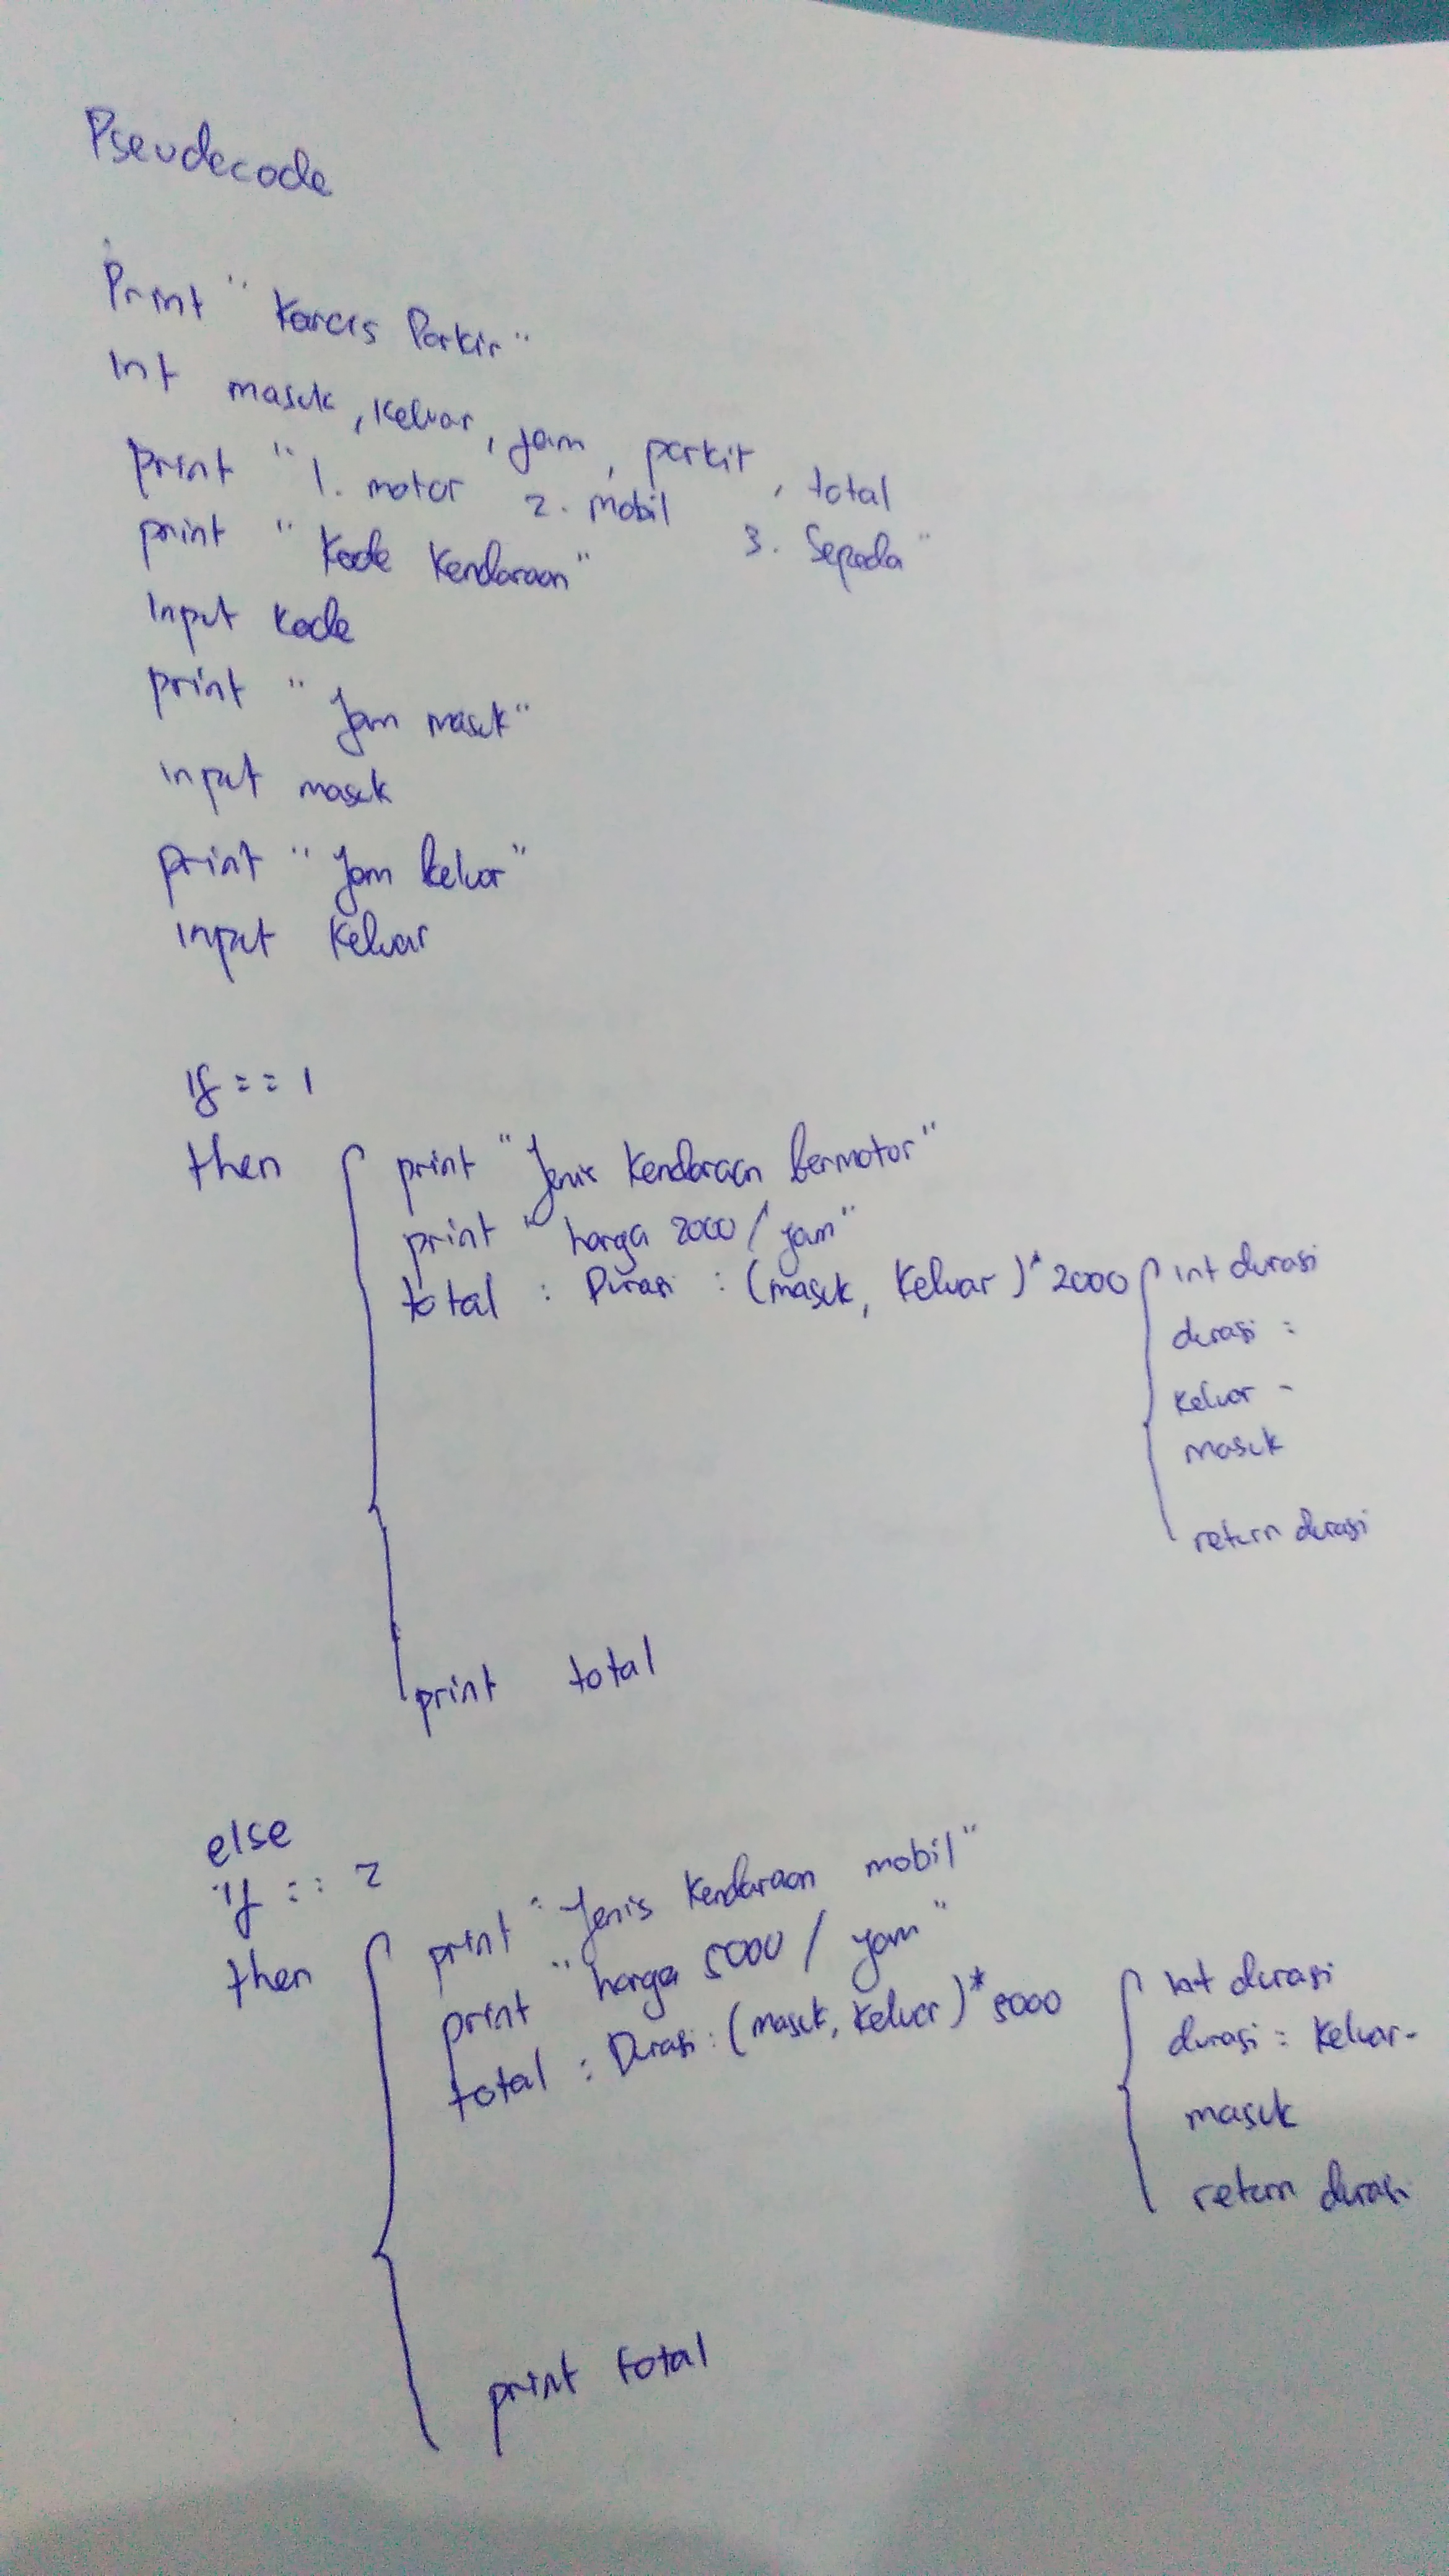 Pseudecode
Print " Karcis Parkir"
Int masuk, Keluar, jam, parkir, total
print " 1. motor 2. mobil 3. Sepeda"
print " Kode Kendaraan"
Input Kode
print " Jam masuk"
input masuk
print " Jam keluar"
input Keluar
if == 1
then
print "Jenis Kendaraan bermotor"
print " harga 2000 / jam"
total : Durasi : (masuk, Keluar) * 2000
int durasi
durasi =
Keluar -
masuk
return durasi
print total
else
if == 2
then
print "Jenis Kendaraan mobil"
print " harga 5000 / jam"
total : Durasi : (masuk, Keluar) * 5000
Int durasi
durasi = Keluar-
masuk
return durasi
print total